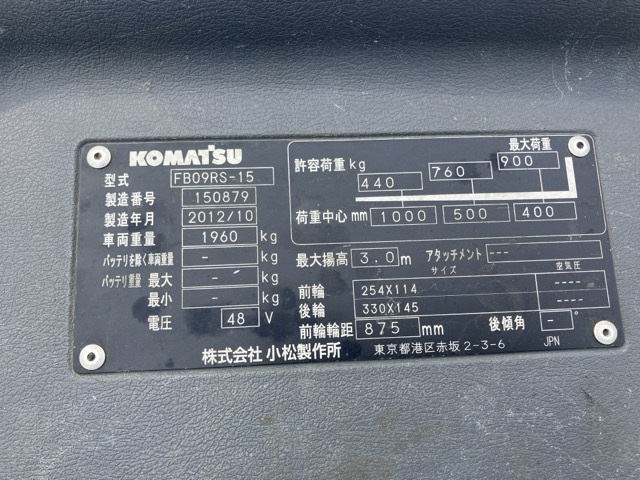 KOMATSU
型式 FB09RS-15
製造番号 150879
製造年月 2012/10
車両重量 1960 kg
バッテリを除く車両重量 - kg
バッテリ重量 最大 - kg
最小 - kg
電圧 48 V
許容荷重 kg 最大荷重
440 760 900
荷重中心 mm 1000 500 400
最大揚高 3.0 m アタッチメント サイズ ---
空気圧
前輪 254X114 ----
後輪 330X145 ----
前輪輪距 875 mm 後傾角 - °
株式会社 小松製作所 東京都港区赤坂 2-3-6 JPN